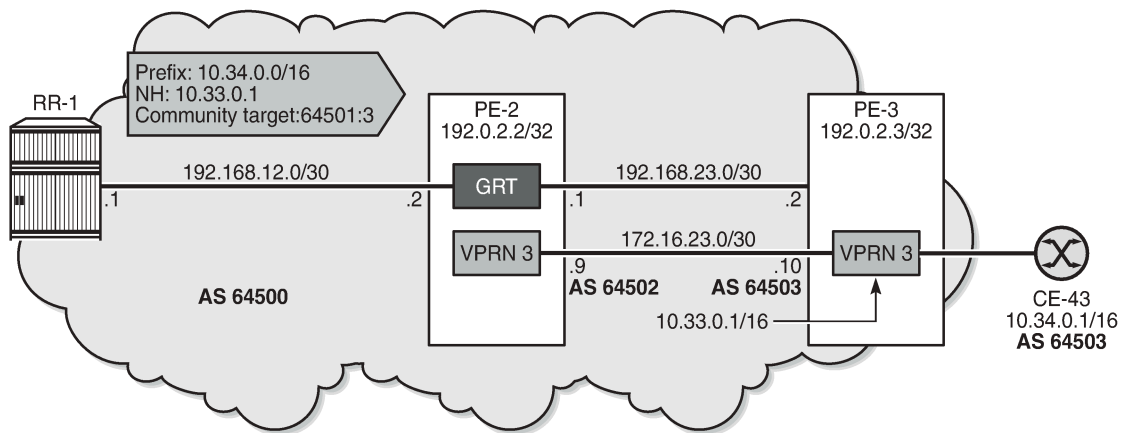 Prefix: 10.34.0.0/16
NH: 10.33.0.1
Community target:64501:3
RR-1
PE-2
192.0.2.2/32
PE-3
192.0.2.3/32
192.168.12.0/30
GRT
192.168.23.0/30
.1
.2
.1
.2
172.16.23.0/30
VPRN 3
VPRN 3
.9
.10
AS 64500
AS 64502
AS 64503
10.33.0.1/16
CE-43
10.34.0.1/16
AS 64503